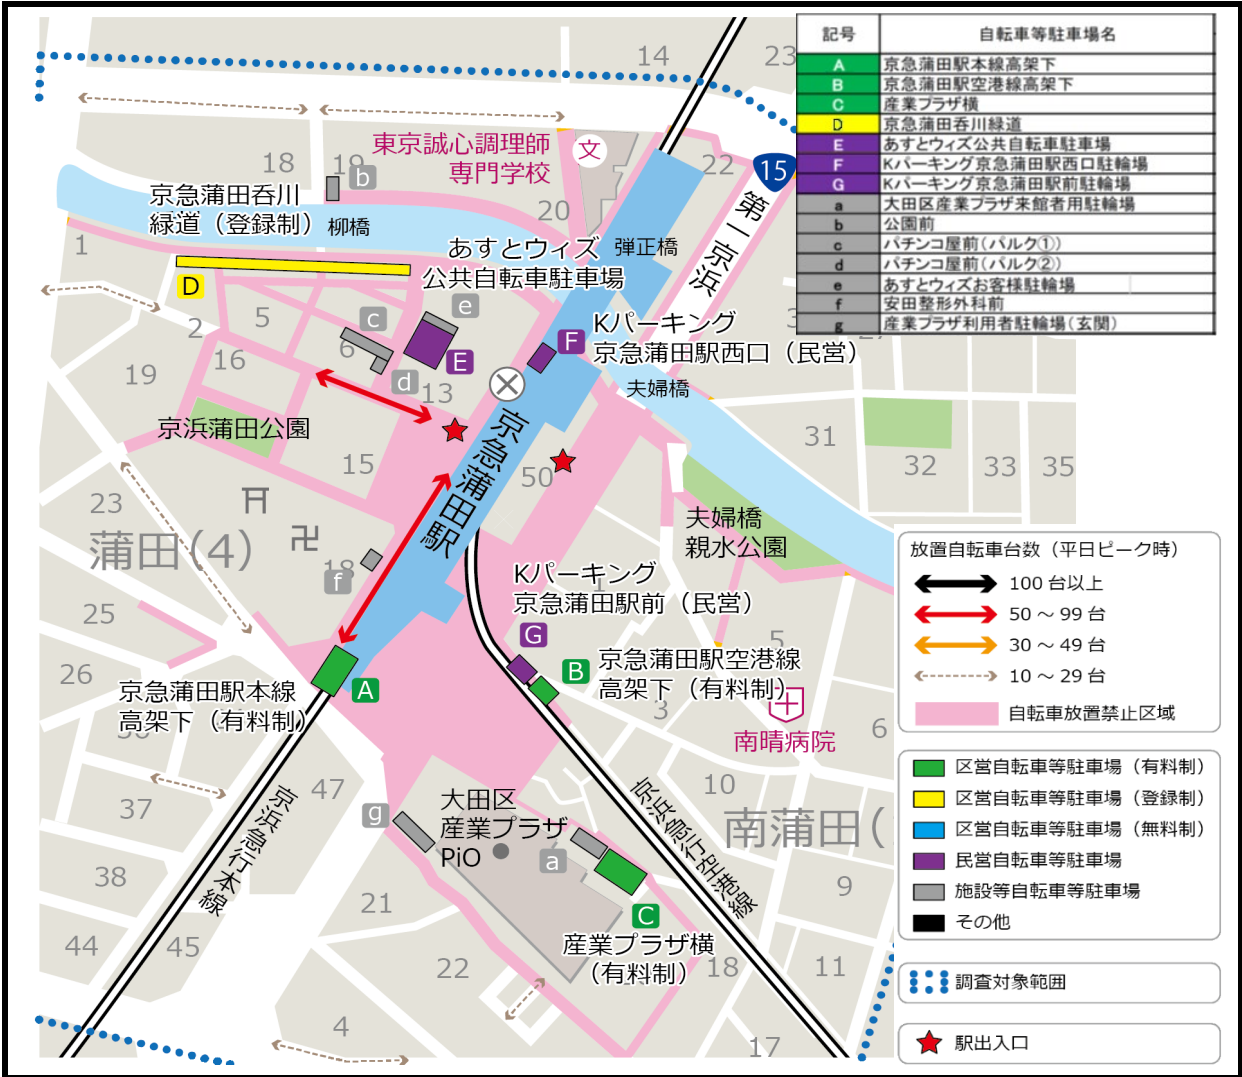 記号 自転車等駐車場名
A 京急蒲田駅本線高架下
B 京急蒲田駅空港線高架下
C 産業プラザ横
D 京急蒲田呑川緑道
E あすとウィズ公共自転車駐車場
F Kパーキング京急蒲田駅西口駐輪場
G Kパーキング京急蒲田駅前駐輪場
a 大田区産業プラザ来館者用駐輪場
b 公園前
c パチンコ屋前(パルク①)
d パチンコ屋前(パルク②)
e あすとウィズお客様駐輪場
f 安田整形外科前
g 産業プラザ利用者駐輪場(玄関)
14
23
東京誠心調理師
専門学校
文
18
19
b
22
15
第一京浜
京急蒲田呑川
緑道（登録制）
柳橋
20
弾正橋
1
あすとウィズ
公共自転車駐車場
D
e
5
2
c
6
E
F
Kパーキング
京急蒲田駅西口（民営）
16
19
d
13
夫婦橋
京浜蒲田公園
京急蒲田駅
31
32
33
35
15
50
23
蒲田(4)
卍
夫婦橋
親水公園
18
f
Kパーキング
京急蒲田駅前（民営）
1
25
G
5
26
B
京急蒲田駅空港線
高架下（有料制）
京急蒲田駅本線
高架下（有料制）
A
3
南晴病院
6
36
47
37
京浜急行本線
g
大田区
産業プラザ
PiO
京浜急行空港線
10
南蒲田(
a
38
9
21
C
産業プラザ横
（有料制）
44
45
22
18
11
4
17
放置自転車台数（平日ピーク時）
100 台以上
50 ～ 99 台
30 ～ 49 台
10 ～ 29 台
自転車放置禁止区域
区営自転車等駐車場（有料制）
区営自転車等駐車場（登録制）
区営自転車等駐車場（無料制）
民営自転車等駐車場
施設等自転車等駐車場
その他
調査対象範囲
駅出入口